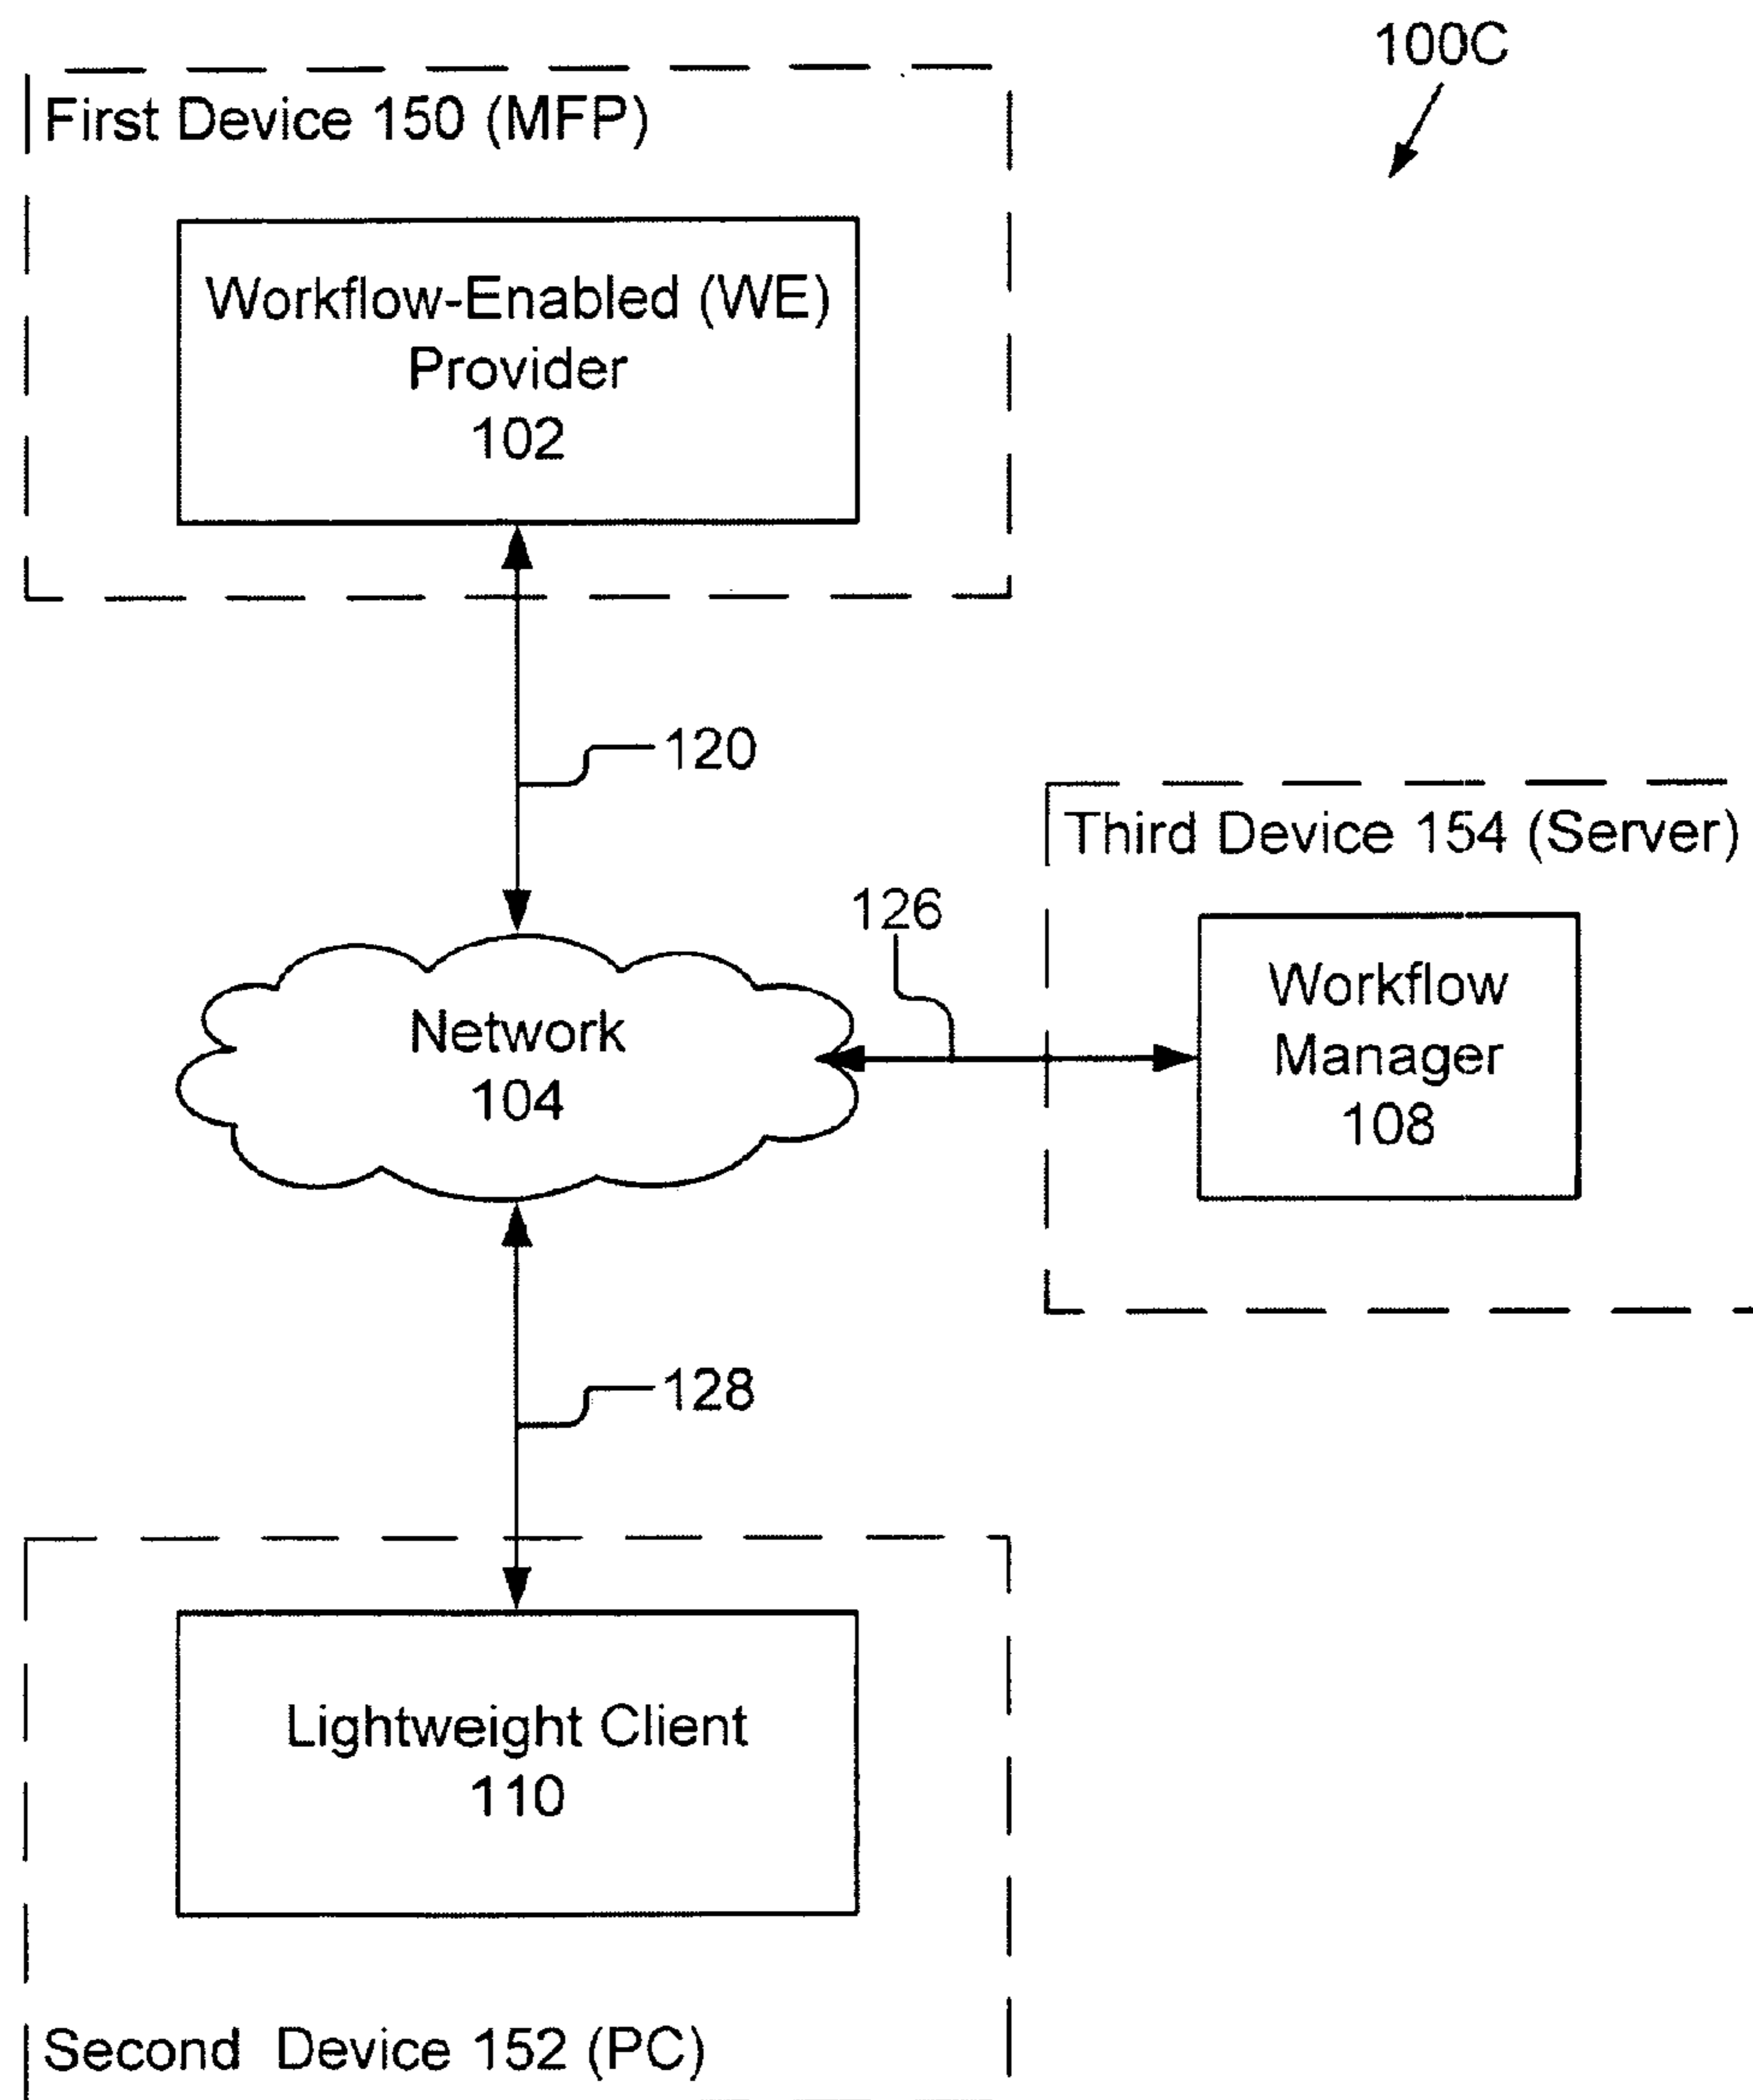 100C
First Device 150 (MFP)
Workflow-Enabled (WE)
Provider
102
120
Third Device 154 (Server)
126
Workflow
Manager
108
Network
104
128
Lightweight Client
110
Second Device 152 (PC)